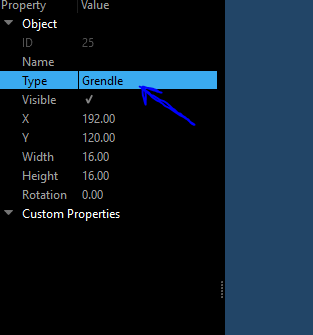 Property Value
Object
ID 25
Name
Type Grendle
Visible ✓
X 192.00
Y 120.00
Width 16.00
Height 16.00
Rotation 0.00
Custom Properties